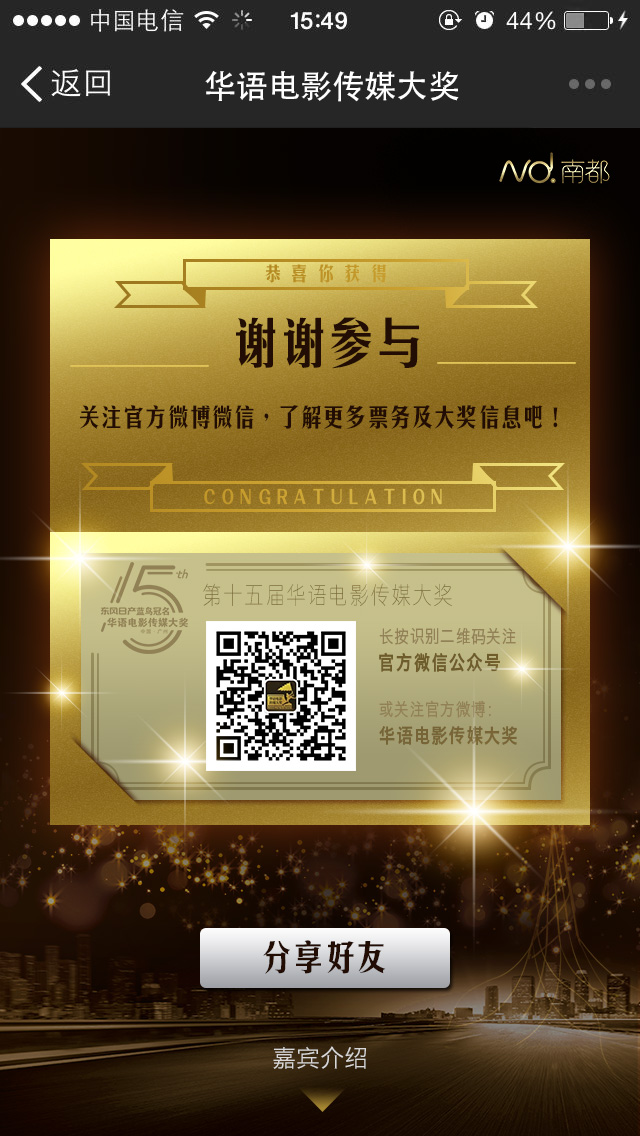 中国电信 15:49 44%
返回 华语电影传媒大奖
Nd.南都
恭喜你获得
谢谢参与
关注官方微博微信，了解更多票务及大奖信息吧！
CONGRATULATION
15th
东风日产蓝鸟冠名
华语电影传媒大奖
中国·广州
第十五届华语电影传媒大奖
长按识别二维码关注
官方微信公众号
或关注官方微博：
华语电影传媒大奖
分享好友
嘉宾介绍